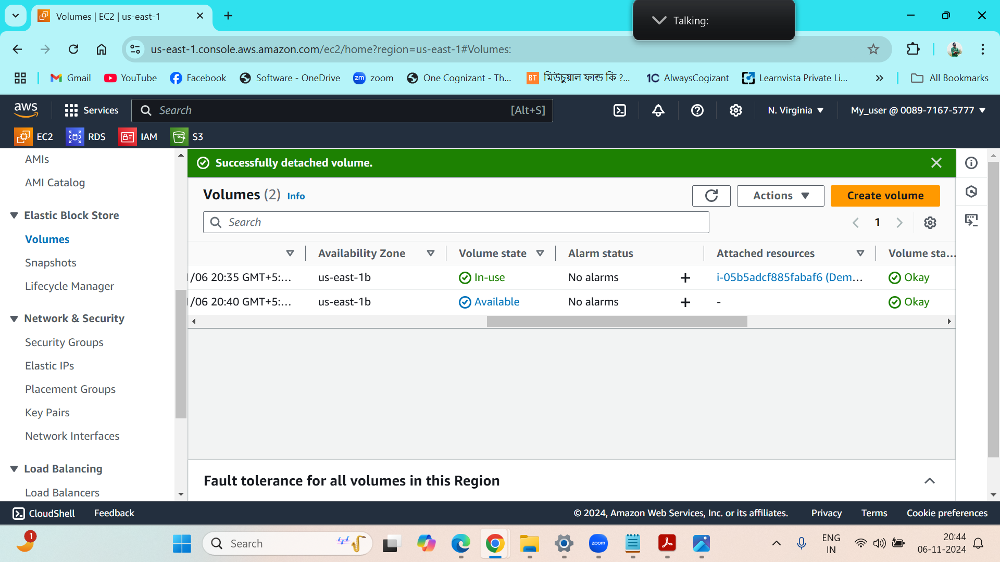 Volumes | EC2 | us-east-1
Talking:
us-east-1.console.aws.amazon.com/ec2/home?region=us-east-1#Volumes:
Gmail
YouTube
Facebook
Software - OneDrive
zm zoom
One Cognizant - Th...
BT মিউচুয়াল ফান্ড কি ?...
1C AlwaysCogizant
Learnvista Private Li...
All Bookmarks
aws
Services
Search
[Alt+S]
N. Virginia
My_user @ 0089-7167-5777
EC2
RDS
IAM
S3
AMIs
AMI Catalog
Elastic Block Store
Volumes
Snapshots
Lifecycle Manager
Network & Security
Security Groups
Elastic IPs
Placement Groups
Key Pairs
Network Interfaces
Load Balancing
Load Balancers
Successfully detached volume.
Volumes (2) Info
Actions
Create volume
Search
1
Availability Zone
Volume state
Alarm status
Attached resources
Volume sta...
/06 20:35 GMT+5:... us-east-1b In-use No alarms + i-05b5adcf885fabaf6 (Dem... Okay
/06 20:40 GMT+5:... us-east-1b Available No alarms + - Okay
Fault tolerance for all volumes in this Region
CloudShell
Feedback
© 2024, Amazon Web Services, Inc. or its affiliates.
Privacy
Terms
Cookie preferences
1
Search
zoom
ENG
IN
20:44
06-11-2024